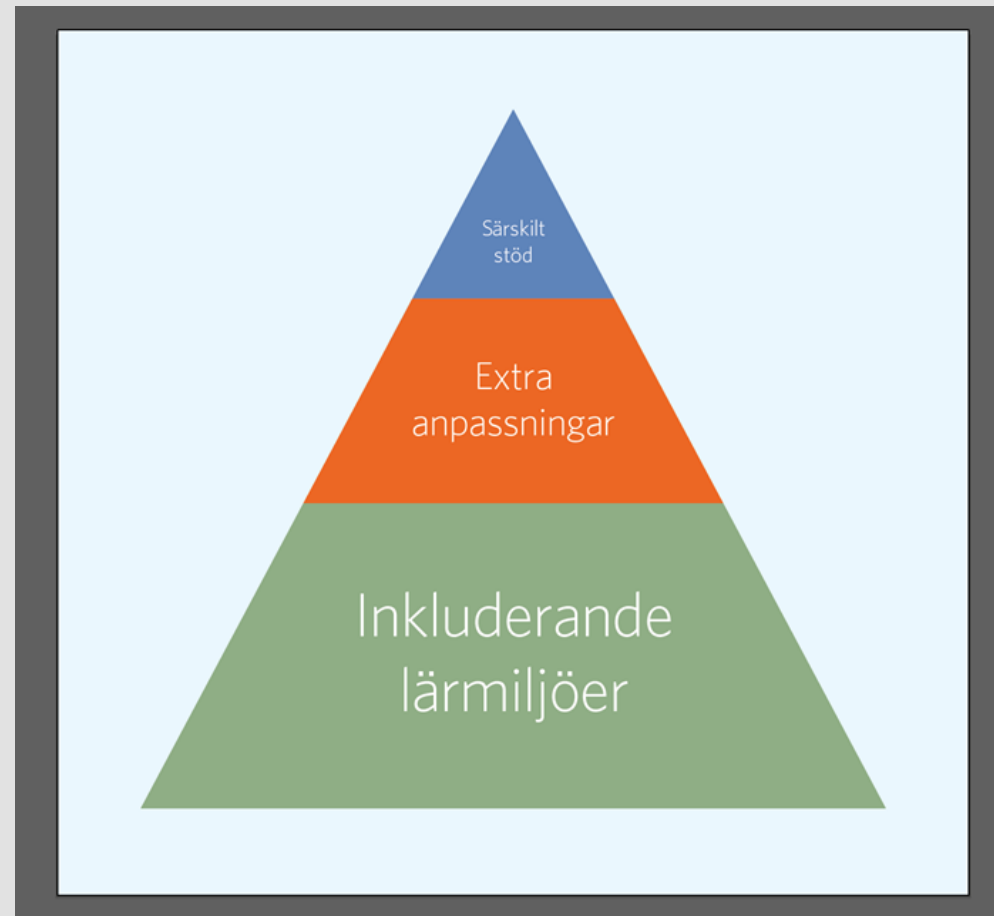 Särskilt
stöd
Extra
anpassningar
Inkluderande
lärmiljöer